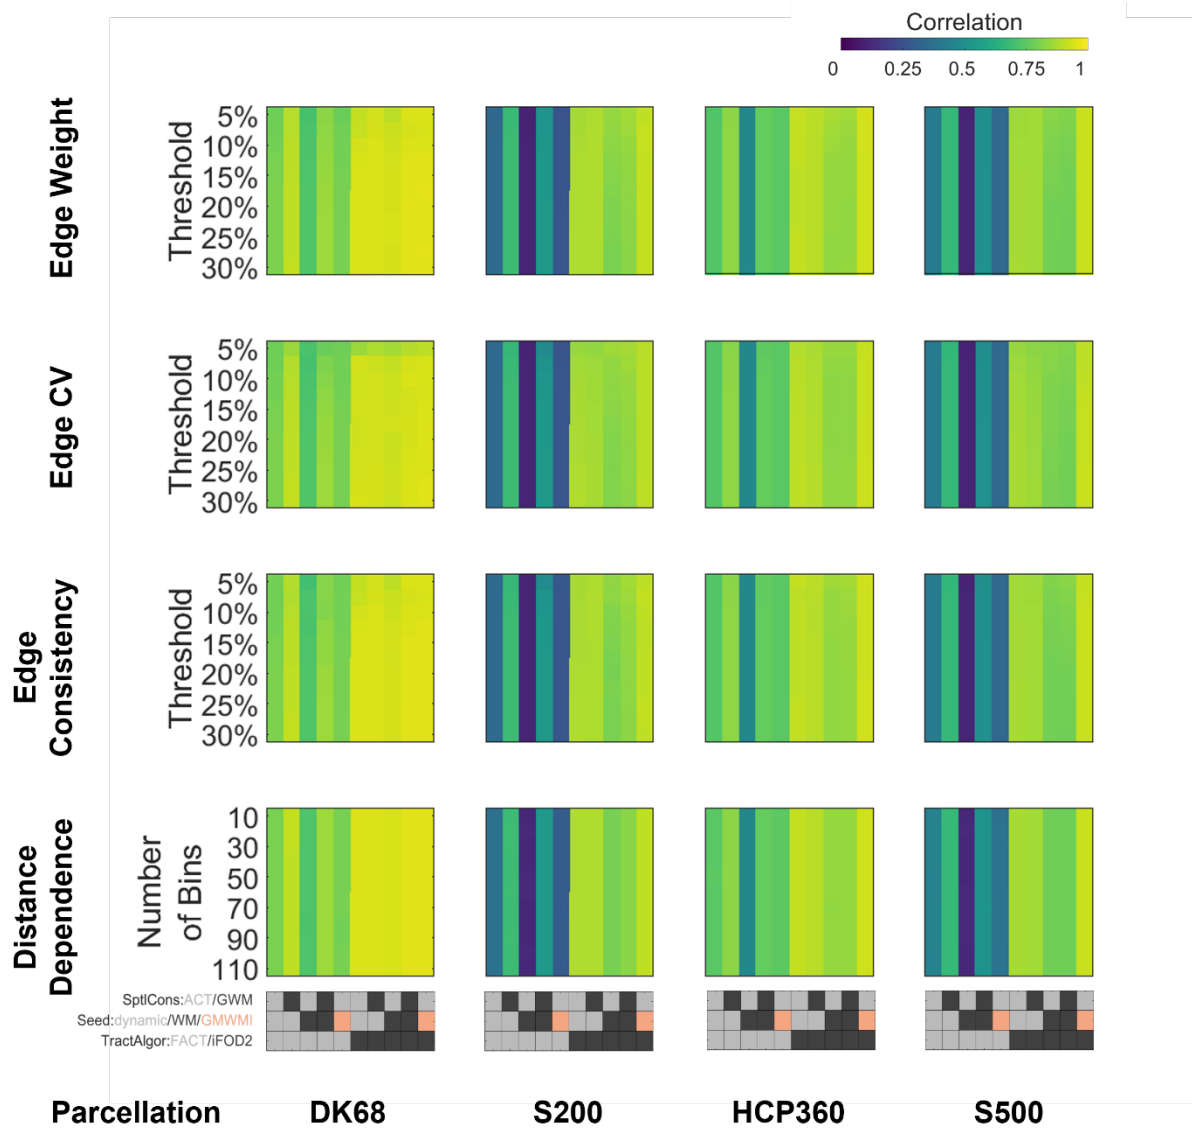 Correlation
0 0.25 0.5 0.75 1
Edge Weight
Threshold
5%
10%
15%
20%
25%
30%
Edge CV
Threshold
5%
10%
15%
20%
25%
30%
Edge
Consistency
Threshold
5%
10%
15%
20%
25%
30%
Distance
Dependence
Number
of Bins
10
30
50
70
90
110
SptlCons:ACT/GWM
Seed:dynamic/WM/GMWMI
TractAlgor:FACT/iFOD2
Parcellation DK68 S200 HCP360 S500